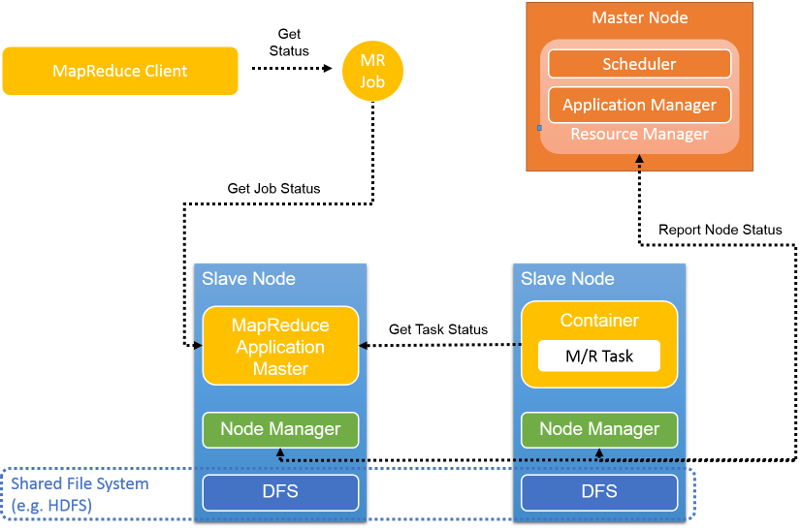 MapReduce Client
Get
Status
MR
Job
Master Node
Scheduler
Application Manager
Resource Manager
Get Job Status
Report Node Status
Slave Node
MapReduce
Application
Master
Get Task Status
Slave Node
Container
M/R Task
Node Manager
Node Manager
Shared File System
(e.g. HDFS)
DFS
DFS